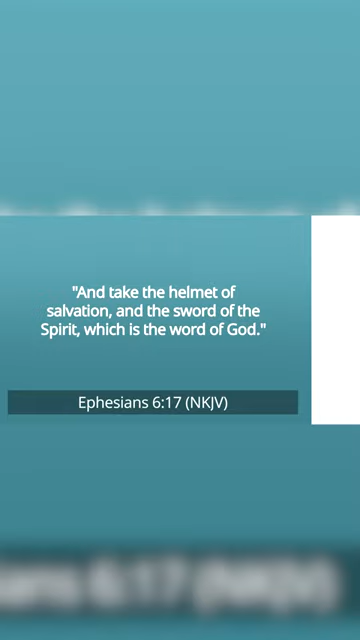 "And take the helmet of
salvation, and the sword of the
Spirit, which is the word of God."
Ephesians 6:17 (NKJV)